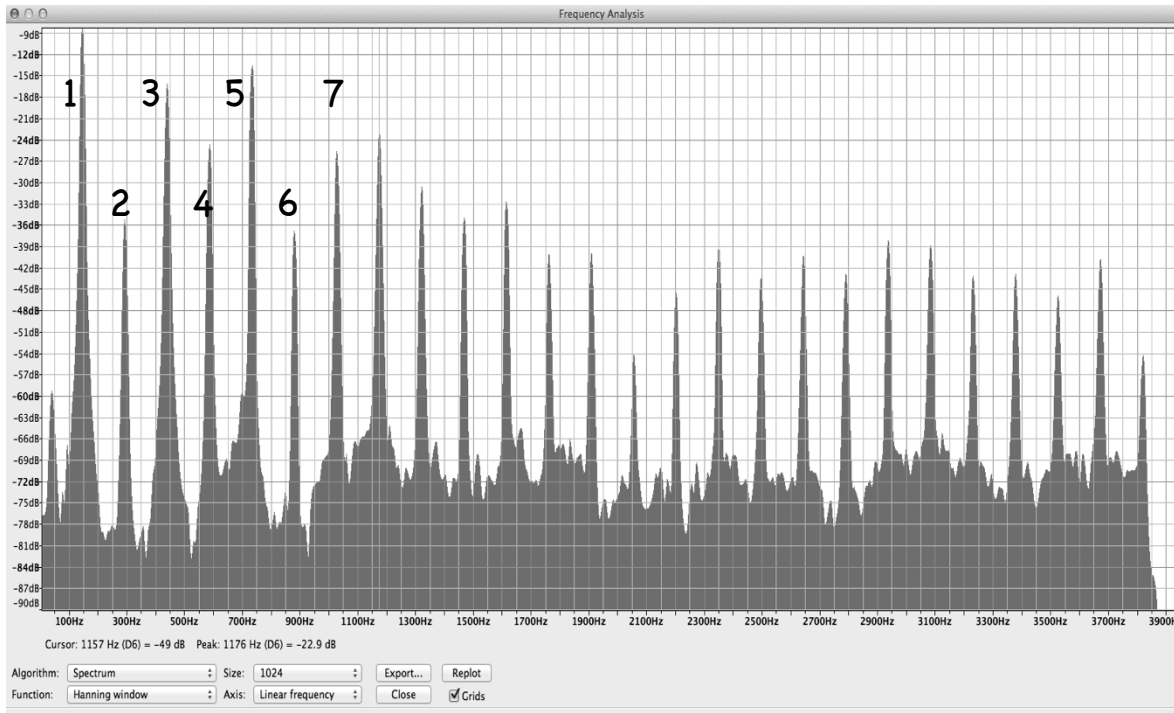 Frequency Analysis
-9dB
-12dB
-15dB
-18dB
-21dB
-24dB
-27dB
-30dB
-33dB
-36dB
-39dB
-42dB
-45dB
-48dB
-51dB
-54dB
-57dB
-60dB
-63dB
-66dB
-69dB
-72dB
-75dB
-78dB
-81dB
-84dB
-87dB
-90dB
1 3 5 7
2 4 6
100Hz 300Hz 500Hz 700Hz 900Hz 1100Hz 1300Hz 1500Hz 1700Hz 1900Hz 2100Hz 2300Hz 2500Hz 2700Hz 2900Hz 3100Hz 3300Hz 3500Hz 3700Hz 3900H
Cursor: 1157 Hz (D6) = -49 dB Peak: 1176 Hz (D6) = -22.9 dB
Algorithm: Spectrum Size: 1024 Export... Replot
Function: Hanning window Axis: Linear frequency Close Grids